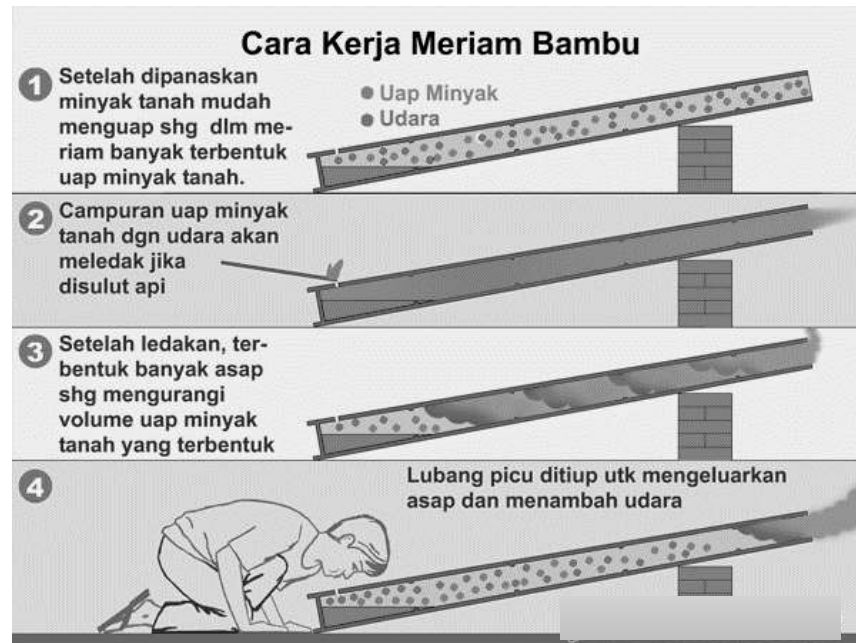 Cara Kerja Meriam Bambu
1
Setelah dipanaskan
minyak tanah mudah
menguap shg dlm me-
riam banyak terbentuk
uap minyak tanah.
Uap Minyak
Udara
2
Campuran uap minyak
tanah dgn udara akan
meledak jika
disulut api
3
Setelah ledakan, ter-
bentuk banyak asap
shg mengurangi
volume uap minyak
tanah yang terbentuk
4
Lubang picu ditiup utk mengeluarkan
asap dan menambah udara